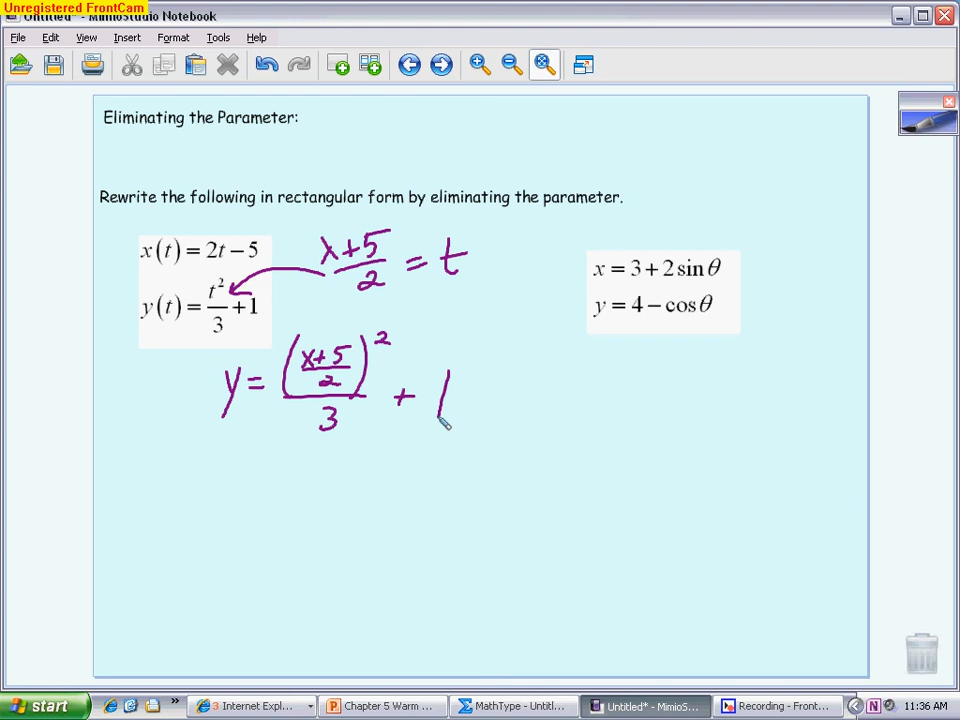 Unregistered FrontCam
Untitled* - MimioStudio Notebook
File Edit View Insert Format Tools Help
Eliminating the Parameter:
Rewrite the following in rectangular form by eliminating the parameter.
x(t) = 2t − 5
y(t) = t²/3 + 1
(x+5)/2 = t
y = ((x+5)/2)²/3 + 1
x = 3 + 2 sin θ
y = 4 − cos θ
start » 3 Internet Expl... Chapter 5 Warm ... MathType - Untitl... Untitled* - MimioS... Recording - Front... N 11:36 AM